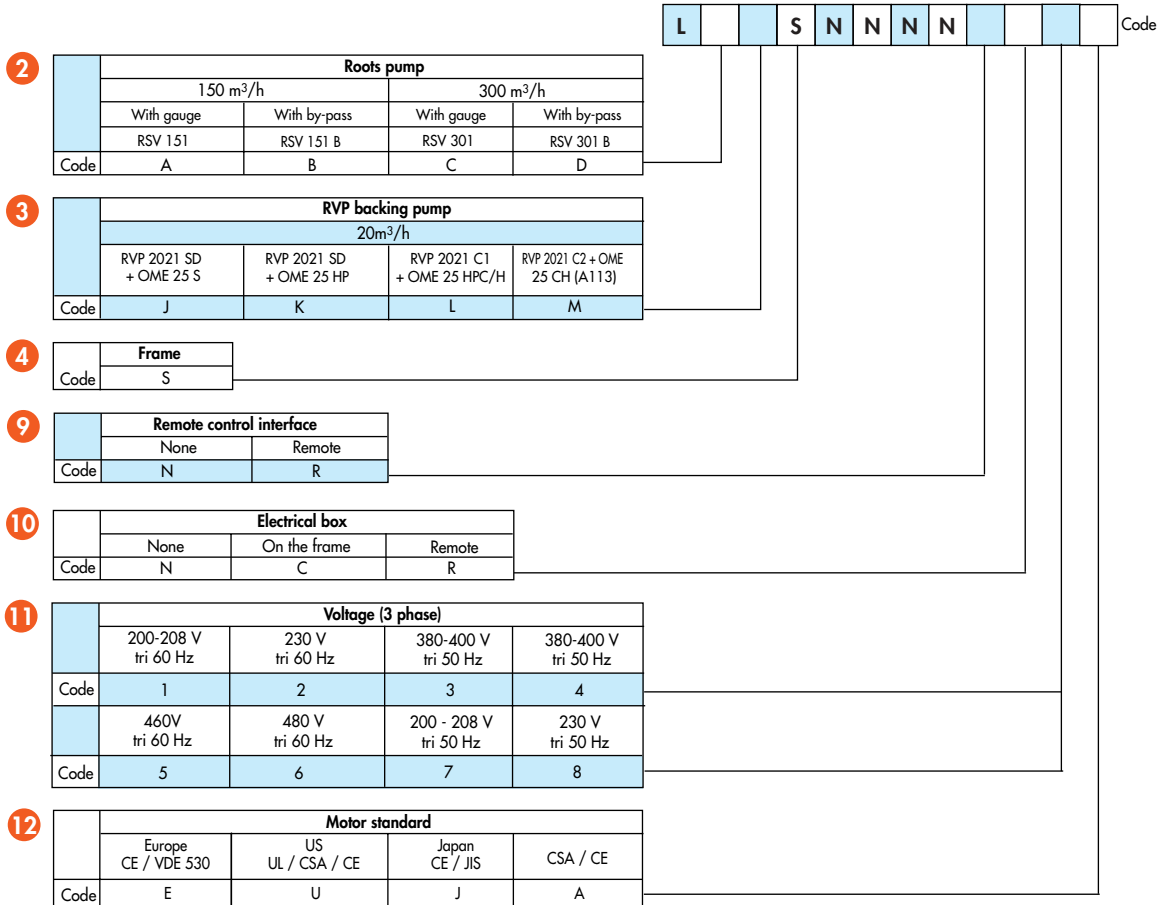 L S N N N N Code
2
Roots pump
150 m³/h 300 m³/h
With gauge With by-pass With gauge With by-pass
RSV 151 RSV 151 B RSV 301 RSV 301 B
Code A B C D
3
RVP backing pump
20m³/h
RVP 2021 SD RVP 2021 SD RVP 2021 C1 RVP 2021 C2 + OME
+ OME 25 S + OME 25 HP + OME 25 HPC/H 25 CH (A113)
Code J K L M
4
Frame
Code S
9
Remote control interface
None Remote
Code N R
10
Electrical box
None On the frame Remote
Code N C R
11
Voltage (3 phase)
200-208 V 230 V 380-400 V 380-400 V
tri 60 Hz tri 60 Hz tri 50 Hz tri 50 Hz
Code 1 2 3 4
460V 480 V 200 - 208 V 230 V
tri 60 Hz tri 60 Hz tri 50 Hz tri 50 Hz
Code 5 6 7 8
12
Motor standard
Europe US Japan CSA / CE
CE / VDE 530 UL / CSA / CE CE / JIS
Code E U J A